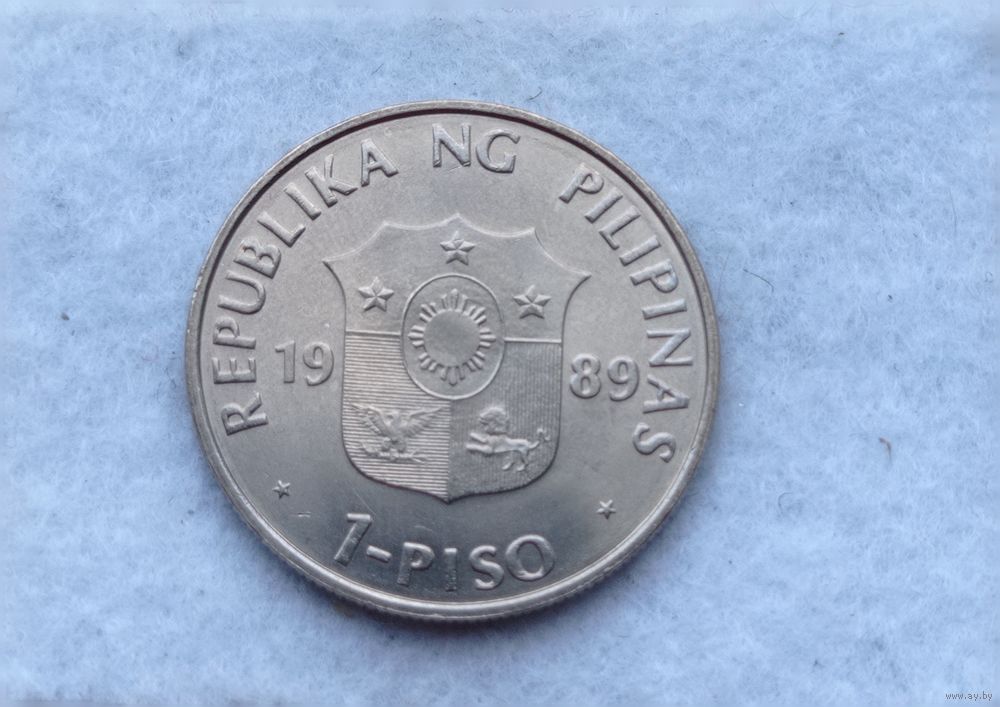 REPUBLIKA NG PILIPINAS
19 89
1-PISO
www.ay.by